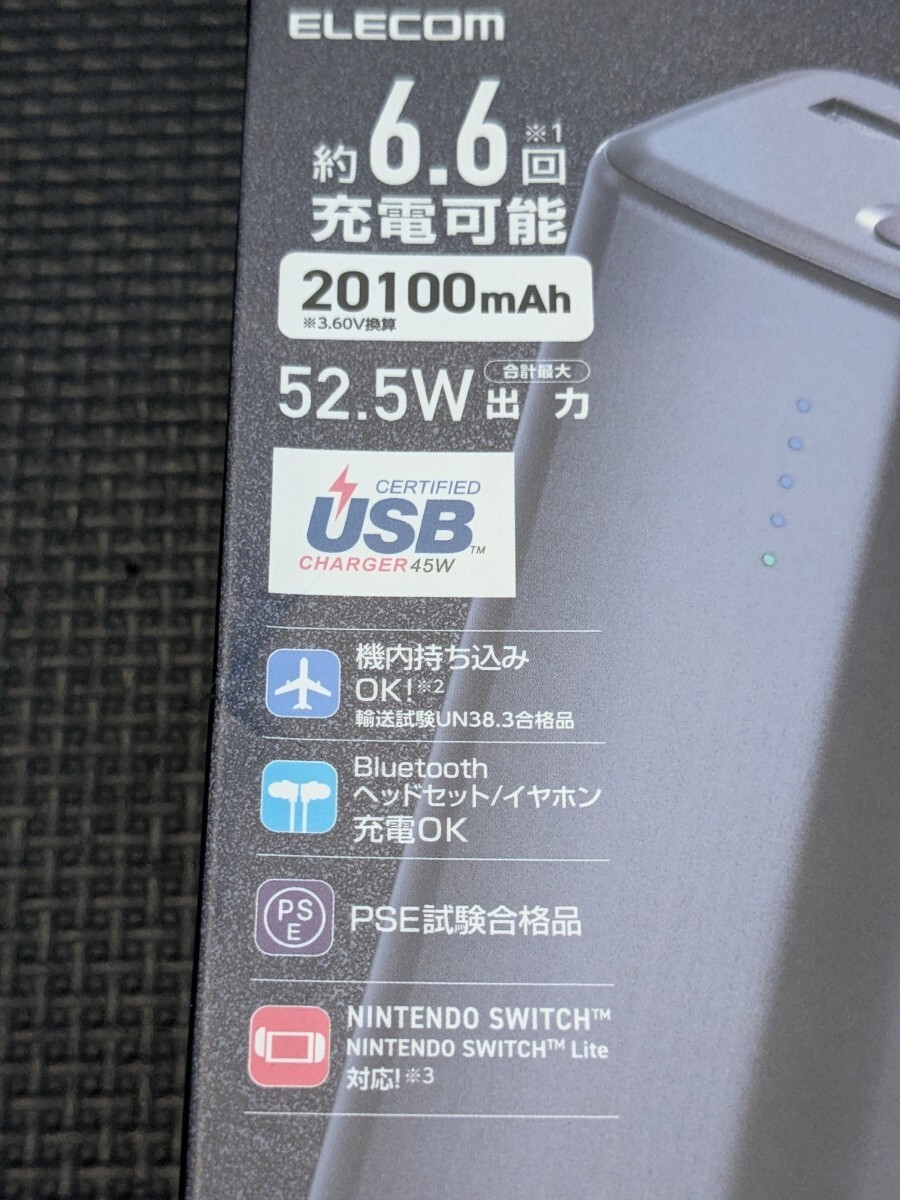 ELECOM
約6.6回※1
充電可能
20100mAh
※3.60V換算
52.5W 合計最大 出力
CERTIFIED
USB™
CHARGER 45W
機内持ち込み
OK!※2
輸送試験UN38.3合格品
Bluetooth
ヘッドセット/イヤホン
充電OK
PS
E
PSE試験合格品
NINTENDO SWITCH™
NINTENDO SWITCH™ Lite
対応!※3